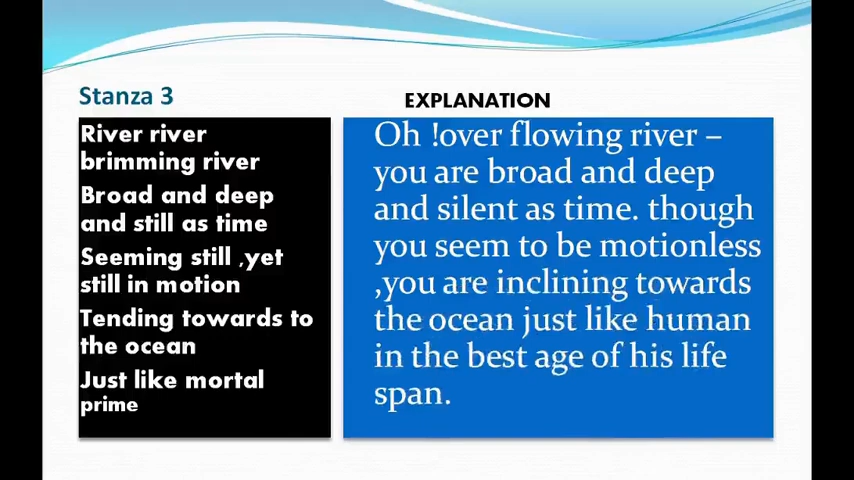 Stanza 3
EXPLANATION
River river
brimming river
Broad and deep
and still as time
Seeming still ,yet
still in motion
Tending towards to
the ocean
Just like mortal
prime
Oh !over flowing river –
you are broad and deep
and silent as time. though
you seem to be motionless
,you are inclining towards
the ocean just like human
in the best age of his life
span.